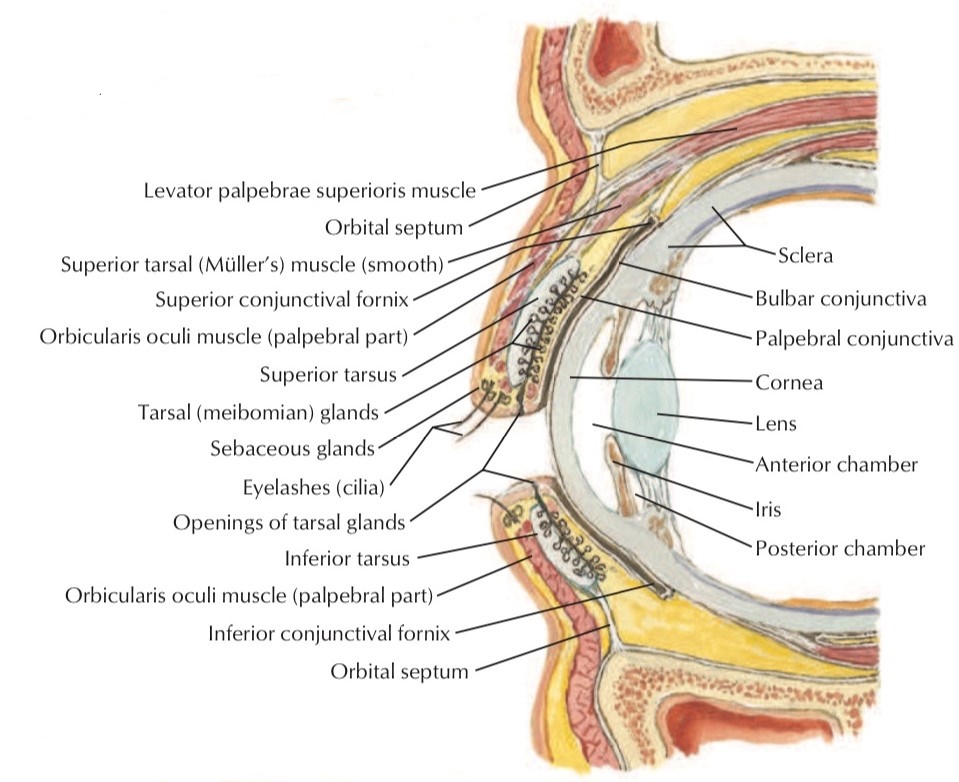 Levator palpebrae superioris muscle
Orbital septum
Superior tarsal (Müller's) muscle (smooth)
Superior conjunctival fornix
Orbicularis oculi muscle (palpebral part)
Superior tarsus
Tarsal (meibomian) glands
Sebaceous glands
Eyelashes (cilia)
Openings of tarsal glands
Inferior tarsus
Orbicularis oculi muscle (palpebral part)
Inferior conjunctival fornix
Orbital septum
Sclera
Bulbar conjunctiva
Palpebral conjunctiva
Cornea
Lens
Anterior chamber
Iris
Posterior chamber